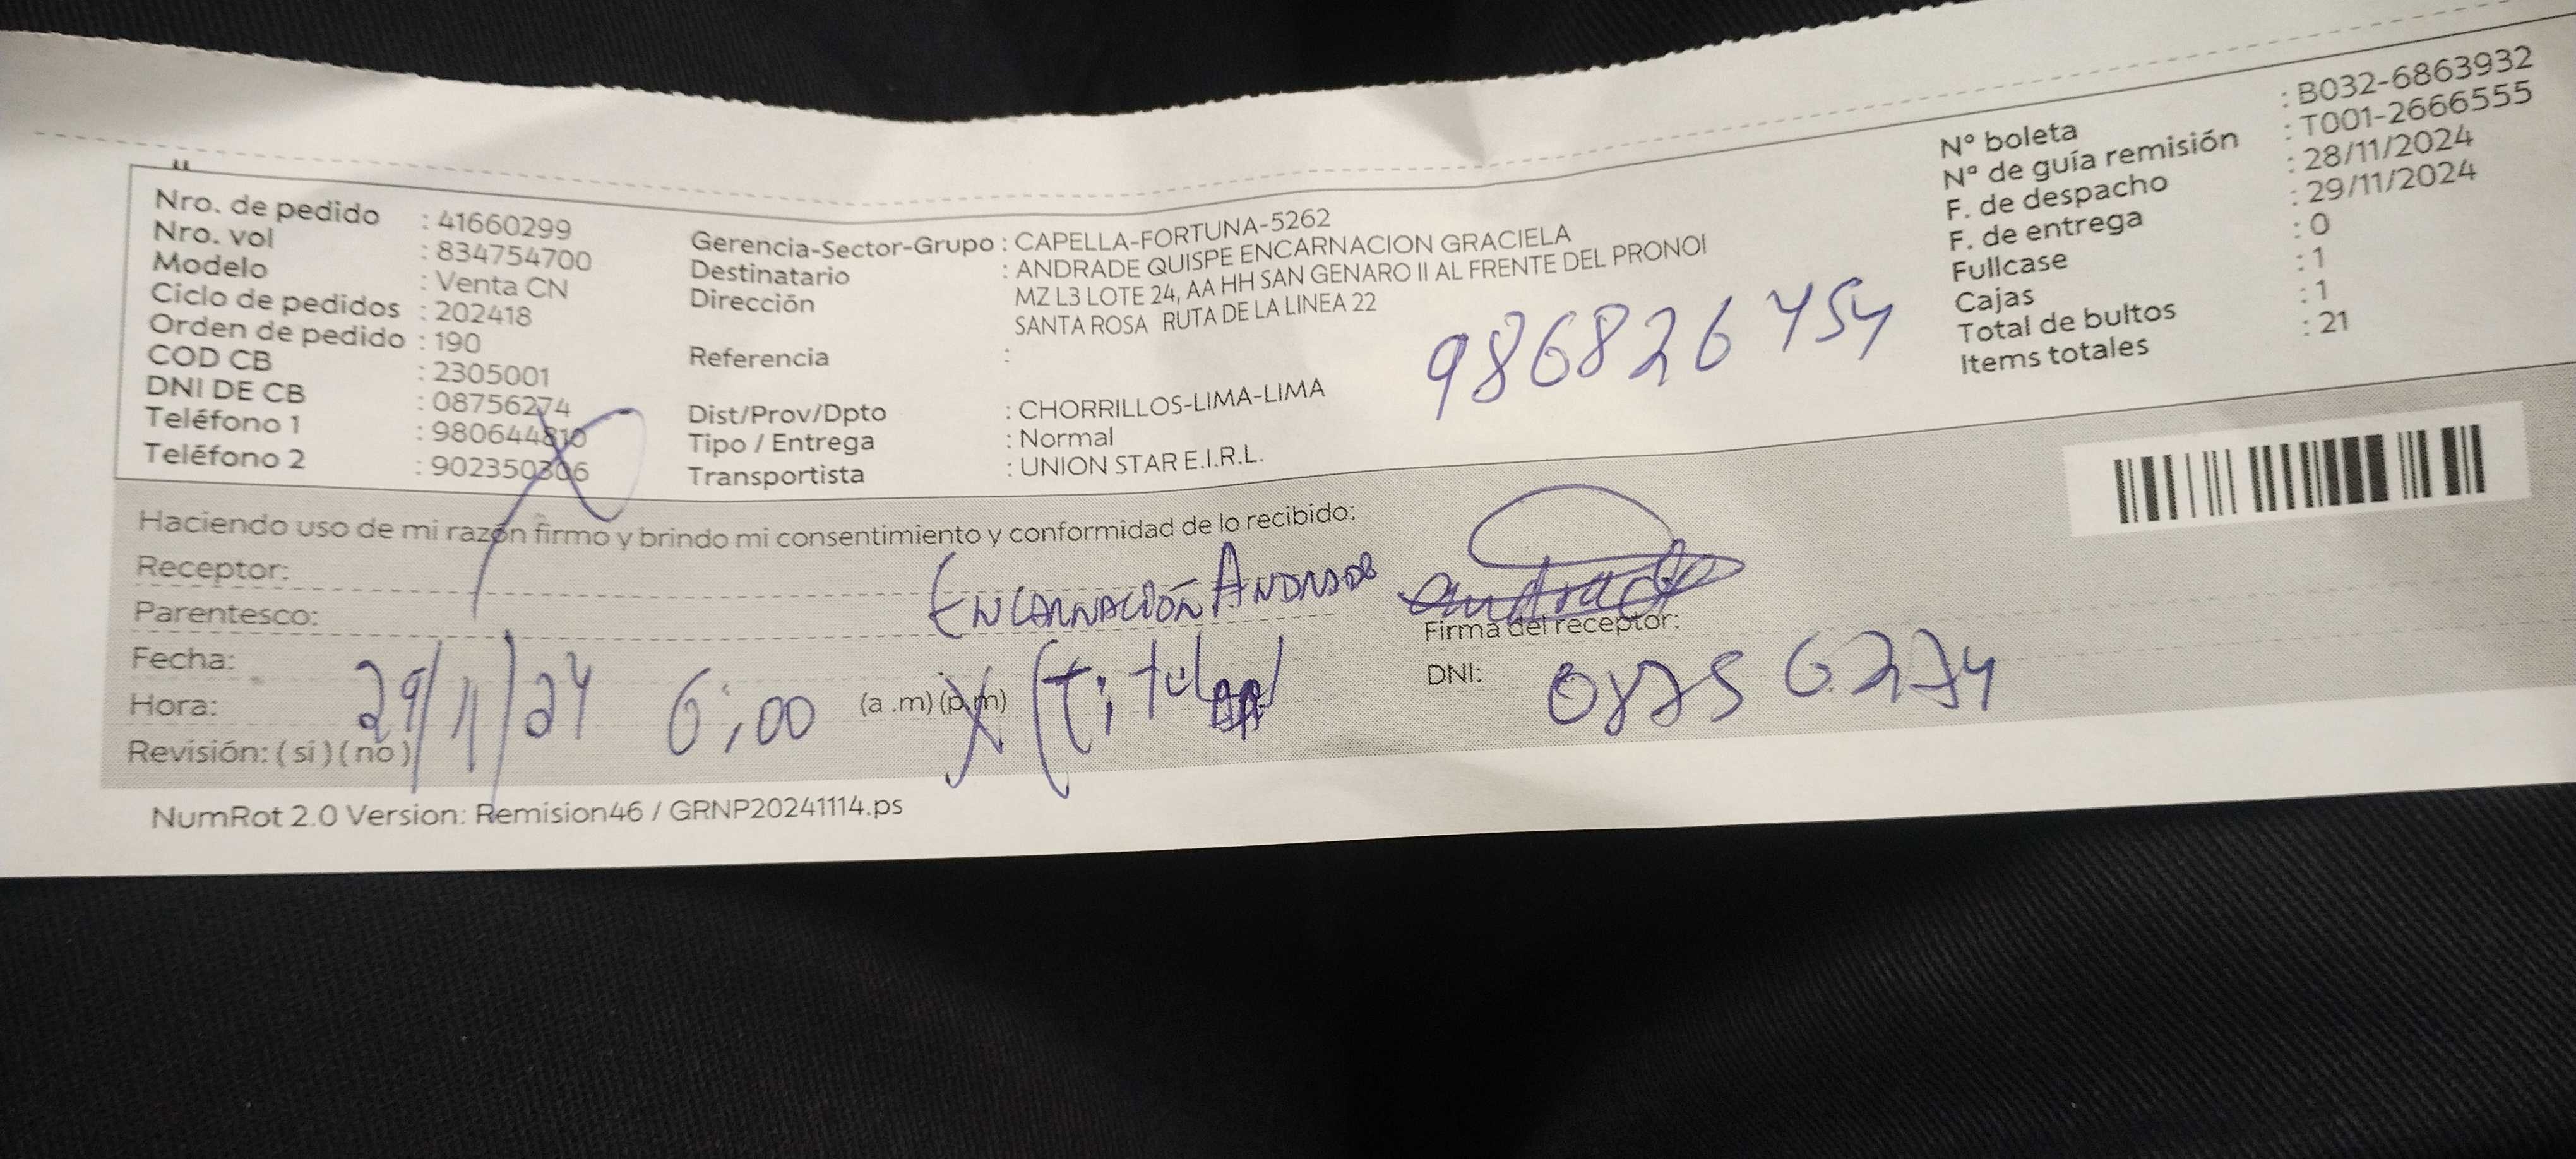 Nro. de pedido : 41660299
Nro. vol : 834754700
Modelo : Venta CN
Ciclo de pedidos : 202418
Orden de pedido : 190
COD CB : 2305001
DNI DE CB : 08756274
Teléfono 1 : 980644810
Teléfono 2 : 902350306
Gerencia-Sector-Grupo : CAPELLA-FORTUNA-5262
Destinatario : ANDRADE QUISPE ENCARNACION GRACIELA
Dirección MZ L3 LOTE 24, AA HH SAN GENARO II AL FRENTE DEL PRONOI
SANTA ROSA RUTA DE LA LINEA 22
Referencia :
Dist/Prov/Dpto : CHORRILLOS-LIMA-LIMA
Tipo / Entrega : Normal
Transportista : UNION STAR E.I.R.L.
986826454
N° boleta : B032-6863932
N° de guía remisión : T001-2666555
F. de despacho : 28/11/2024
F. de entrega : 29/11/2024
Fullcase : 0
Cajas : 1
Total de bultos : 1
Items totales : 21
Haciendo uso de mi razón firmo y brindo mi consentimiento y conformidad de lo recibido:
Receptor: ENCARNACIÓN ANDRADE
Parentesco:
Fecha: 29/11/24
Hora: 6:00 (a.m) (p.m) (titular
Revisión: ( si ) ( no )
Andrade
Firma del receptor:
DNI: 08756274
NumRot 2.0 Version: Remision46 / GRNP20241114.ps